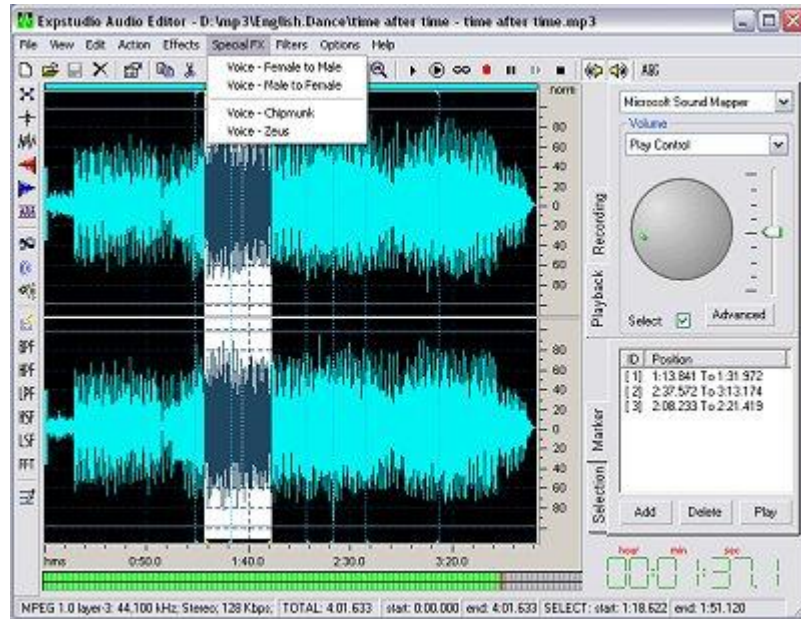 Expstudio Audio Editor - D:\mp3\English.Dance\time after time - time after time.mp3
File View Edit Action Effects Special FX Filters Options Help
Voice - Female to Male
Voice - Male to Female
Voice - Chipmunk
Voice - Zeus
norm
80
60
40
20
0
20
40
60
80
80
60
40
20
0
20
40
60
80
hms 0:50.0 1:40.0 2:30.0 3:20.0
BPF
LPF
LSF
FFT
Recording
Playback
Microsoft Sound Mapper
Volume
Play Control
Select
Advanced
Marker
Selection
ID Position
[ 1] 1:13.841 To 1:31.972
[ 2] 2:37.572 To 3:13.174
[ 3] 2:08.233 To 2:21.419
Add Delete Play
hour min sec
00:01:37.1
MPEG 1.0 layer-3: 44,100 kHz; Stereo; 128 Kbps; TOTAL: 4:01.633 start: 0:00.000 end: 4:01.633 SELECT: start: 1:18.622 end: 1:51.120